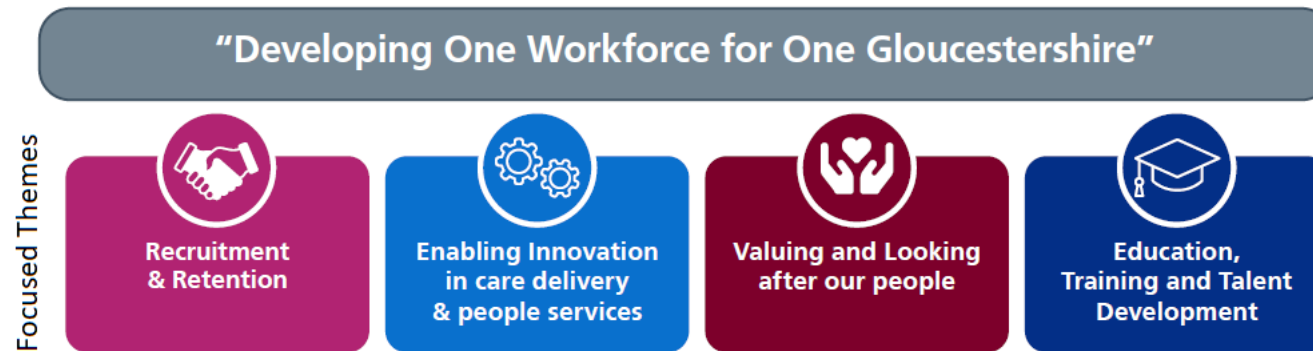 “Developing One Workforce for One Gloucestershire”
Focused Themes
Recruitment
& Retention
Enabling Innovation
in care delivery
& people services
Valuing and Looking
after our people
Education,
Training and Talent
Development